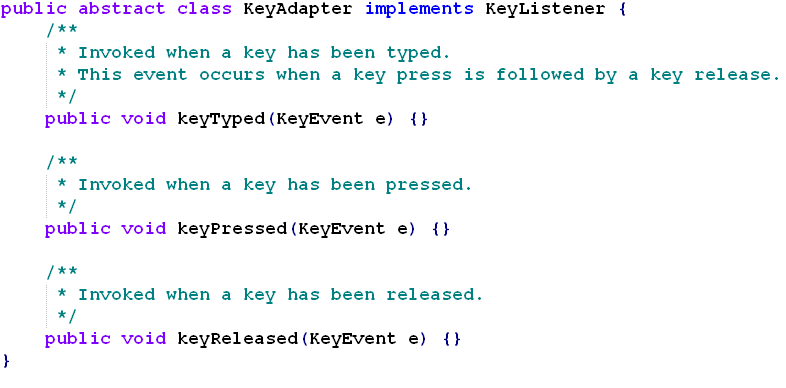 public abstract class KeyAdapter implements KeyListener {
    /**
     * Invoked when a key has been typed.
     * This event occurs when a key press is followed by a key release.
     */
    public void keyTyped(KeyEvent e) {}

    /**
     * Invoked when a key has been pressed.
     */
    public void keyPressed(KeyEvent e) {}

    /**
     * Invoked when a key has been released.
     */
    public void keyReleased(KeyEvent e) {}
}